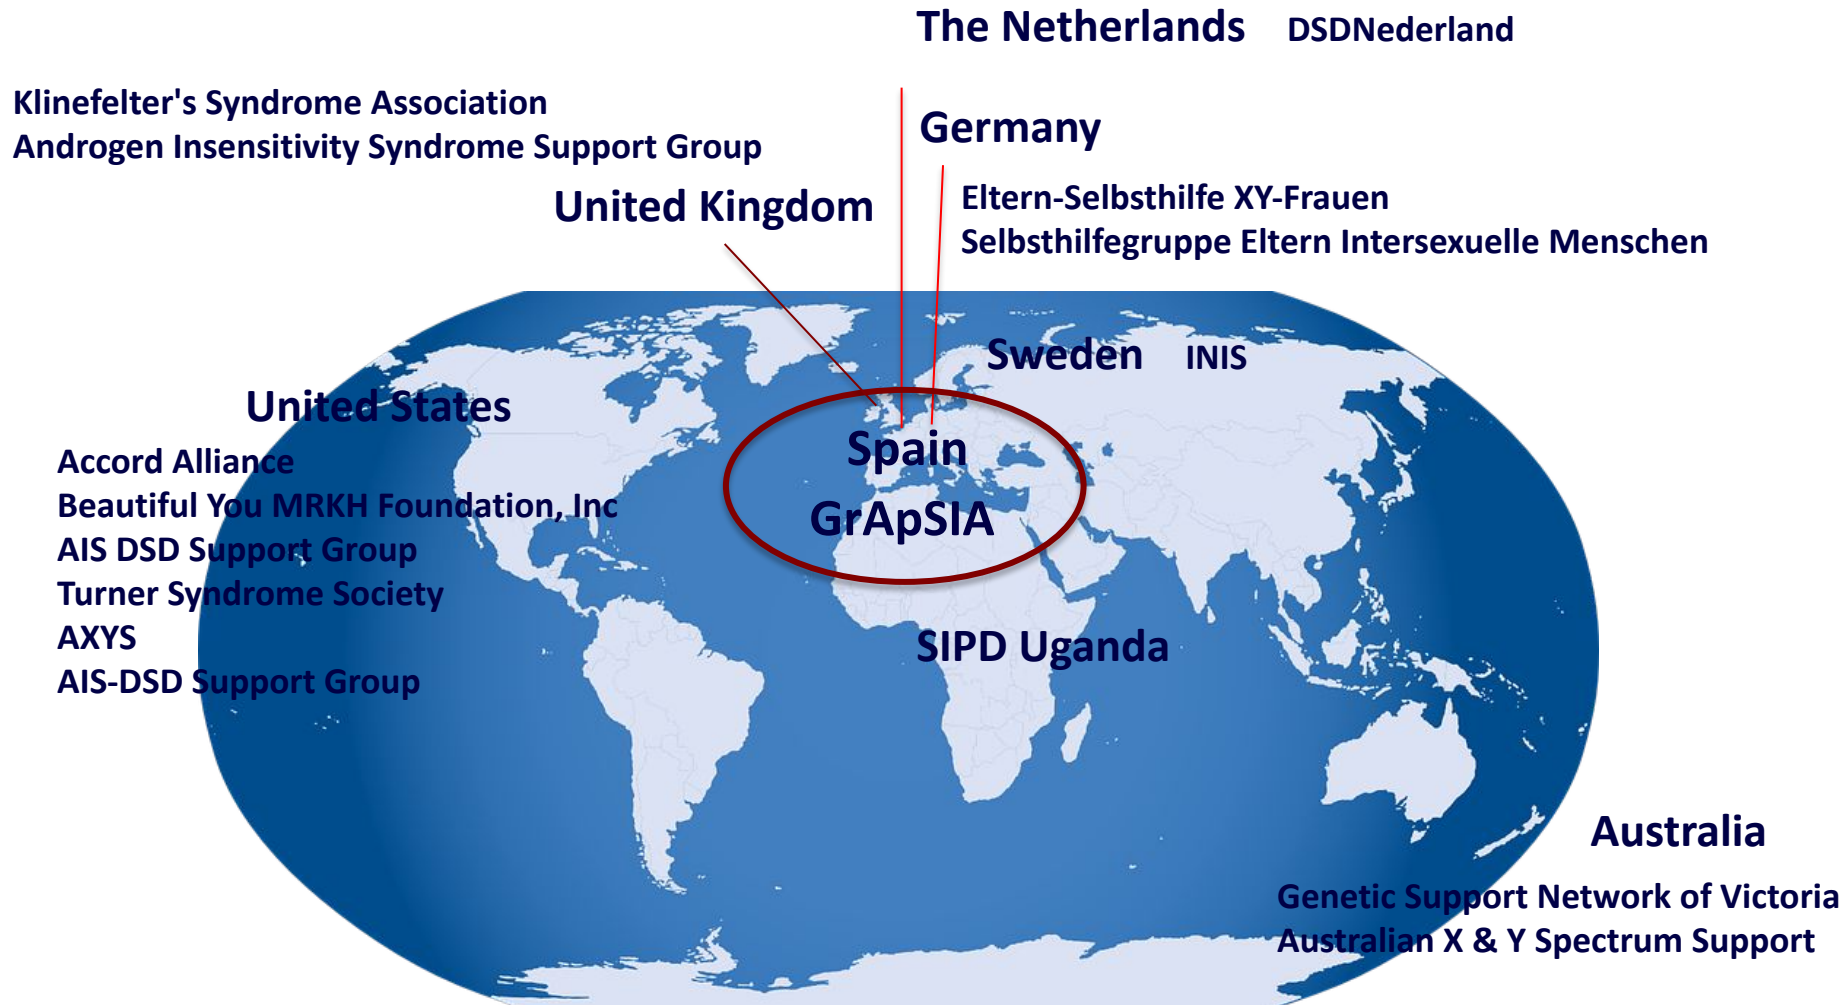 The Netherlands DSDNederland
Klinefelter's Syndrome Association
Androgen Insensitivity Syndrome Support Group
United Kingdom
Germany
Eltern-Selbsthilfe XY-Frauen
Selbsthilfegruppe Eltern Intersexuelle Menschen
Sweden INIS
United States
Accord Alliance
Beautiful You MRKH Foundation, Inc
AIS DSD Support Group
Turner Syndrome Society
AXYS
AIS-DSD Support Group
Spain
GrApSIA
SIPD Uganda
Australia
Genetic Support Network of Victoria
Australian X & Y Spectrum Support